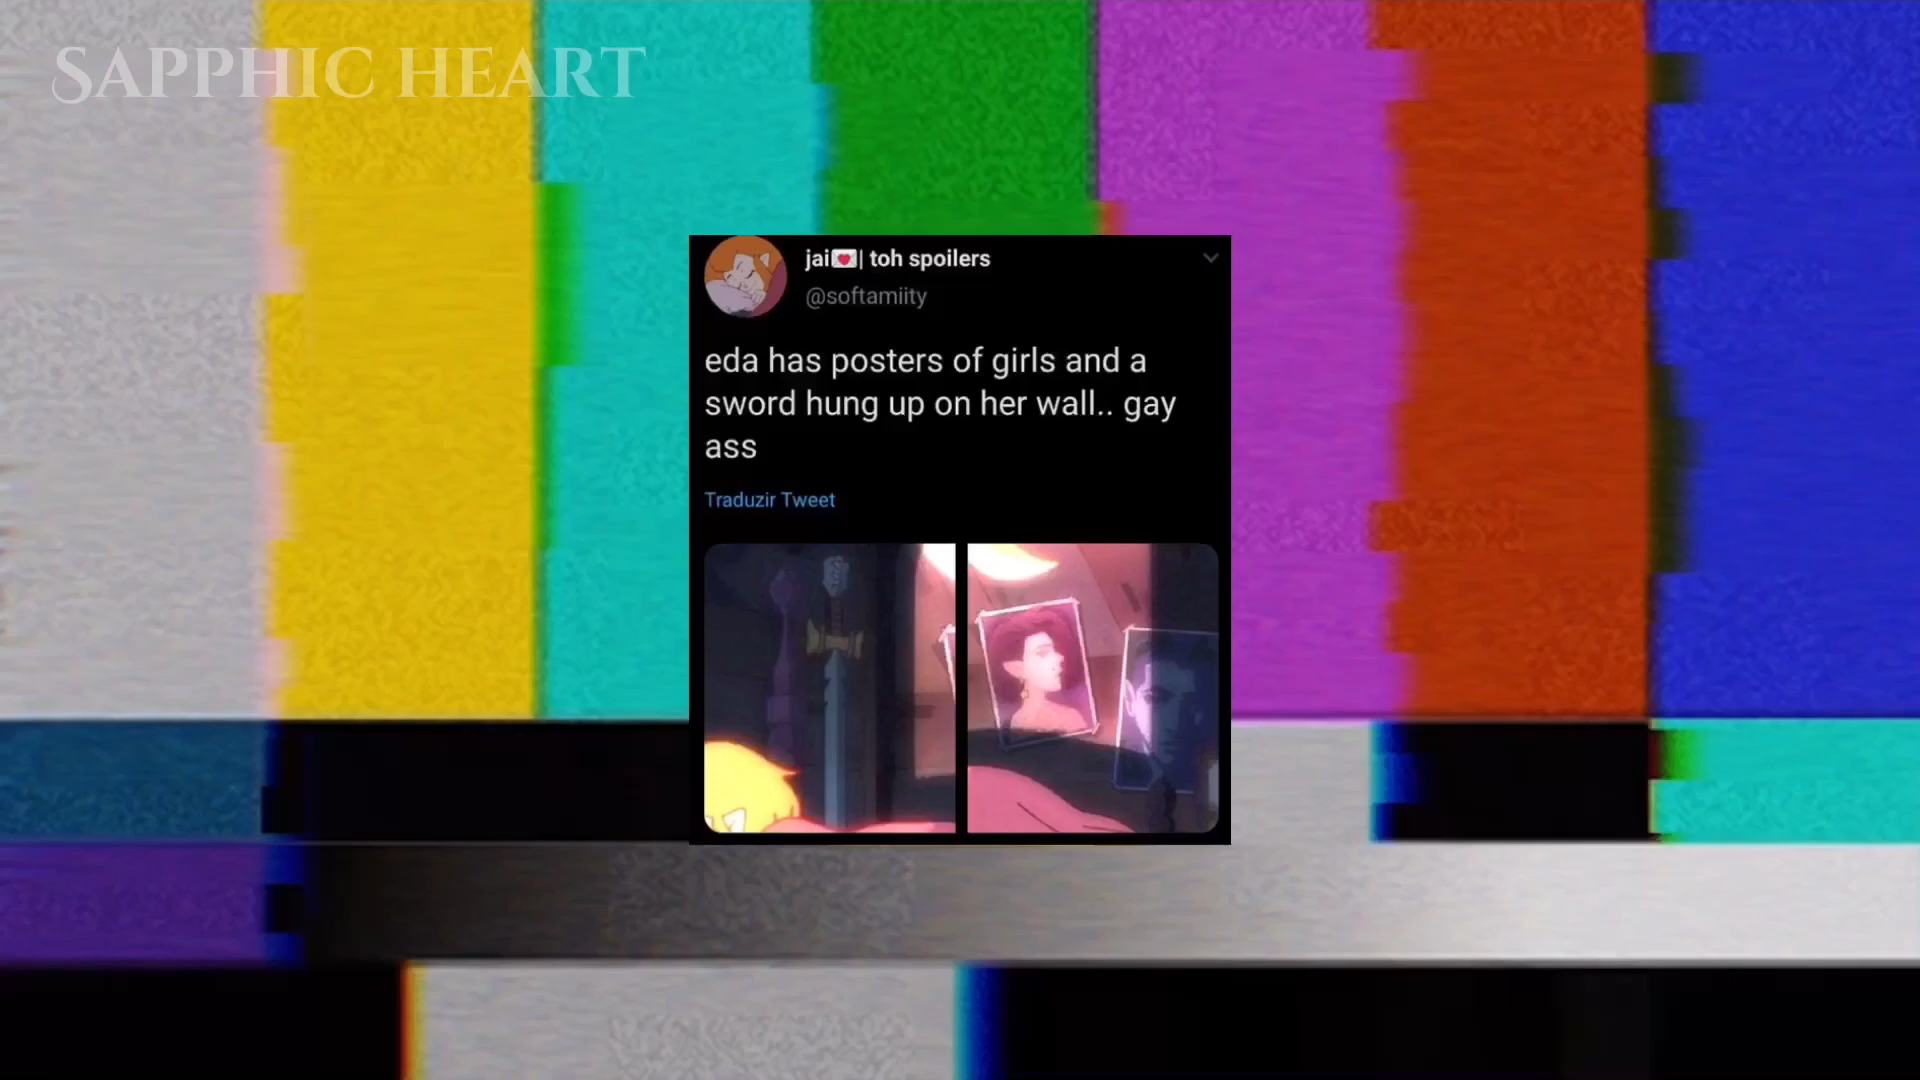 SAPPHIC HEART
jai💌| toh spoilers
@softamiity
eda has posters of girls and a
sword hung up on her wall.. gay
ass
Traduzir Tweet